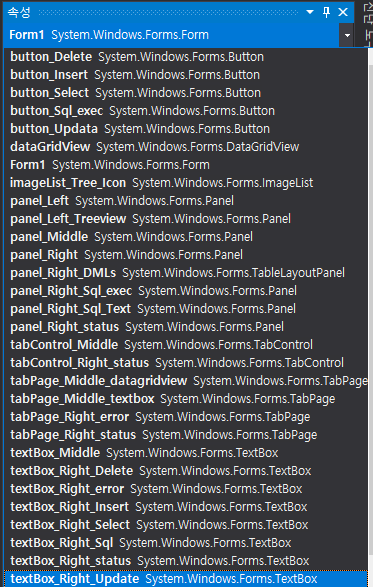 속성
Form1 System.Windows.Forms.Form
button_Delete System.Windows.Forms.Button
button_Insert System.Windows.Forms.Button
button_Select System.Windows.Forms.Button
button_Sql_exec System.Windows.Forms.Button
button_Updata System.Windows.Forms.Button
dataGridView System.Windows.Forms.DataGridView
Form1 System.Windows.Forms.Form
imageList_Tree_Icon System.Windows.Forms.ImageList
panel_Left System.Windows.Forms.Panel
panel_Left_Treeview System.Windows.Forms.Panel
panel_Middle System.Windows.Forms.Panel
panel_Right System.Windows.Forms.Panel
panel_Right_DMLs System.Windows.Forms.TableLayoutPanel
panel_Right_Sql_exec System.Windows.Forms.Panel
panel_Right_Sql_Text System.Windows.Forms.Panel
panel_Right_status System.Windows.Forms.Panel
tabControl_Middle System.Windows.Forms.TabControl
tabControl_Right_status System.Windows.Forms.TabControl
tabPage_Middle_datagridview System.Windows.Forms.TabPage
tabPage_Middle_textbox System.Windows.Forms.TabPage
tabPage_Right_error System.Windows.Forms.TabPage
tabPage_Right_status System.Windows.Forms.TabPage
textBox_Middle System.Windows.Forms.TextBox
textBox_Right_Delete System.Windows.Forms.TextBox
textBox_Right_error System.Windows.Forms.TextBox
textBox_Right_Insert System.Windows.Forms.TextBox
textBox_Right_Select System.Windows.Forms.TextBox
textBox_Right_Sql System.Windows.Forms.TextBox
textBox_Right_status System.Windows.Forms.TextBox
textBox_Right_Update System.Windows.Forms.TextBox